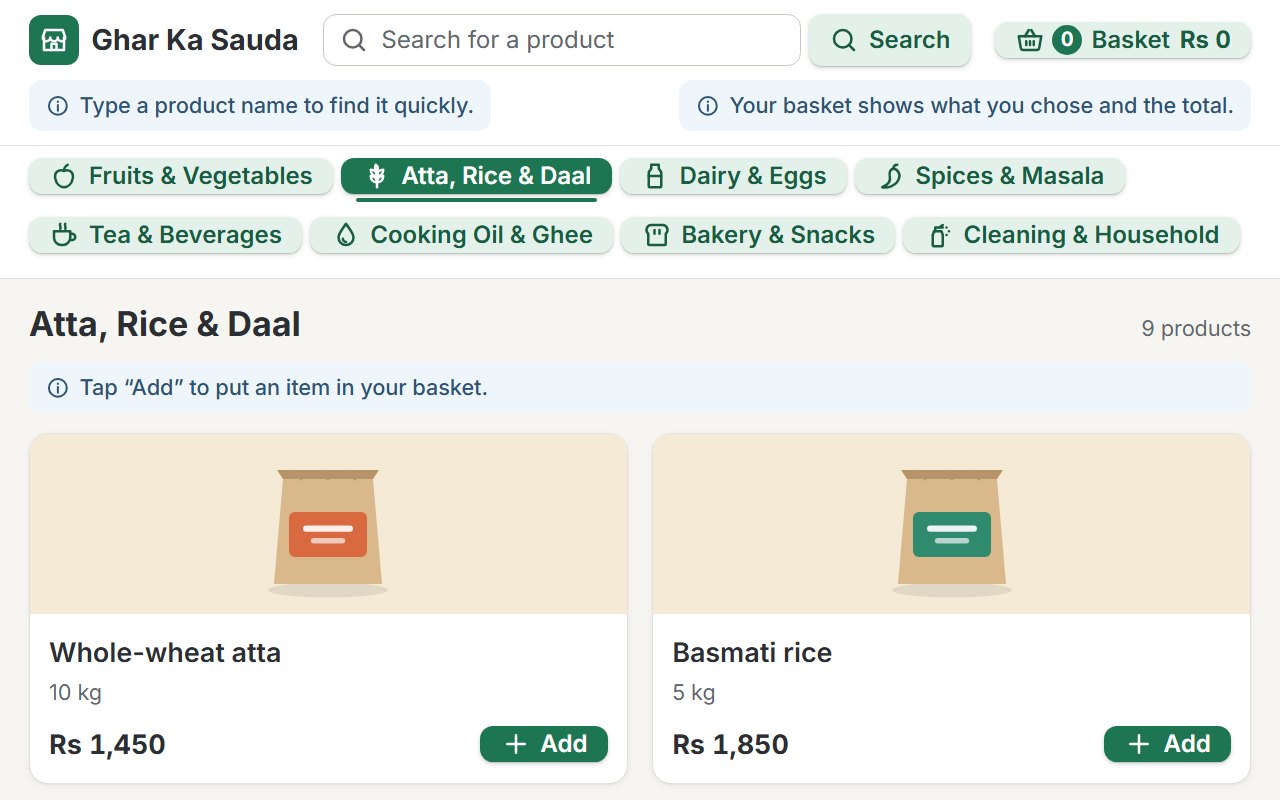 Ghar Ka Sauda
Search for a product
Search
0 Basket Rs 0
Type a product name to find it quickly.
Your basket shows what you chose and the total.
Fruits & Vegetables
Atta, Rice & Daal
Dairy & Eggs
Spices & Masala
Tea & Beverages
Cooking Oil & Ghee
Bakery & Snacks
Cleaning & Household
Atta, Rice & Daal
9 products
Tap “Add” to put an item in your basket.
Whole-wheat atta
10 kg
Rs 1,450
Add
Basmati rice
5 kg
Rs 1,850
Add